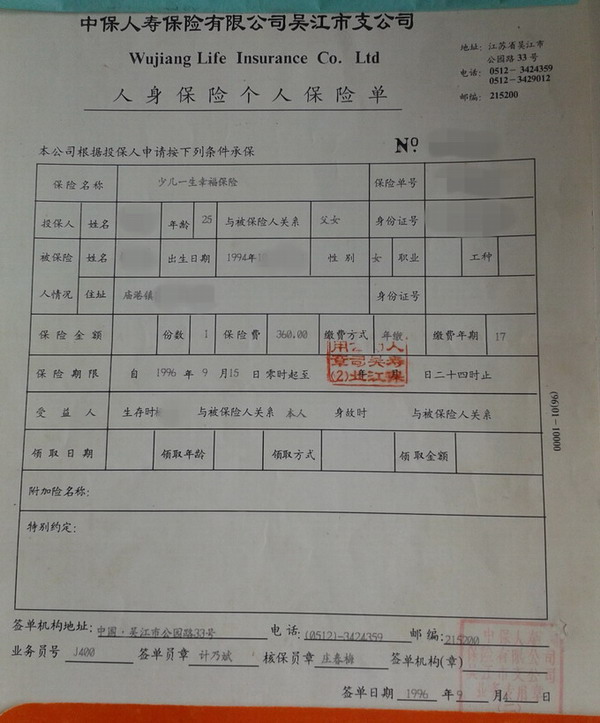 中保人寿保险有限公司吴江市支公司
Wujiang Life Insurance Co. Ltd
地址: 江苏省吴江市
公园路33号
电话: 0512-3424359
0512-3429012
邮编: 215200
人身保险个人保险单
本公司根据投保人申请按下列条件承保
№
保险名称 少儿一生幸福保险 保险单号
投保人 姓名 年龄 25 与被保险人关系 父女 身份证号
被保险 姓名 出生日期 1994年 性别 女 职业 工种
人情况 住址 庙港镇 身份证号
保险金额 份数 1 保险费 360.00 缴费方式 年缴 缴费年期 17
保险期限 自 1996 年 9 月 15 日零时起至 日二十四时止
受益人 生存时 与被保险人关系 本人 身故时 与被保险人关系
领取日期 领取年龄 领取方式 领取金额
附加险名称:
特别约定:
(96101-10000)
签单机构地址: 中国·吴江市公园路33号 电话: (0512)-3424359 邮编: 215200
业务员号 J400 签单员章 计乃斌 核保员章 庄春梅 签单机构(章)
签单日期 1996 年 9 月 4 日